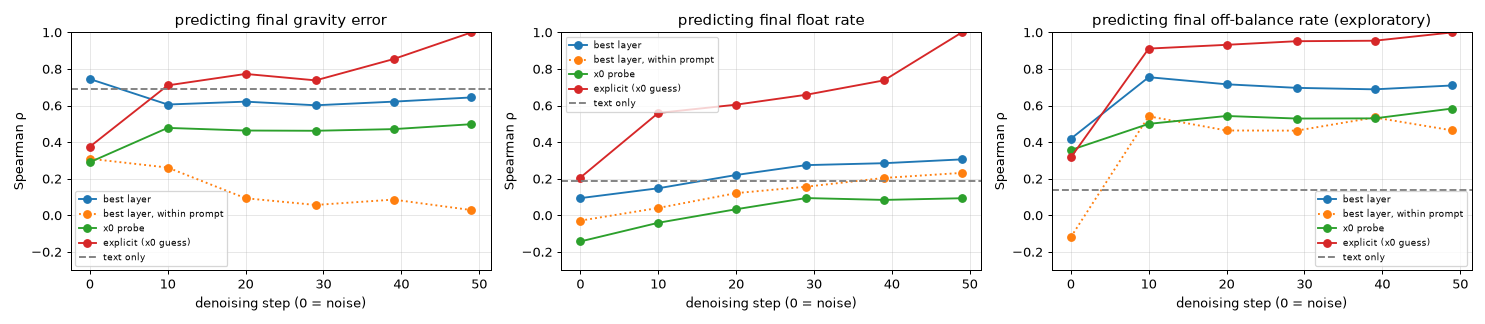 predicting final gravity error
Spearman ρ
1.0
0.8
0.6
0.4
0.2
0.0
−0.2
best layer
best layer, within prompt
x0 probe
explicit (x0 guess)
text only
0 10 20 30 40 50
denoising step (0 = noise)
predicting final float rate
Spearman ρ
1.0
0.8
0.6
0.4
0.2
0.0
−0.2
best layer
best layer, within prompt
x0 probe
explicit (x0 guess)
text only
0 10 20 30 40 50
denoising step (0 = noise)
predicting final off-balance rate (exploratory)
Spearman ρ
1.0
0.8
0.6
0.4
0.2
0.0
−0.2
best layer
best layer, within prompt
x0 probe
explicit (x0 guess)
text only
0 10 20 30 40 50
denoising step (0 = noise)